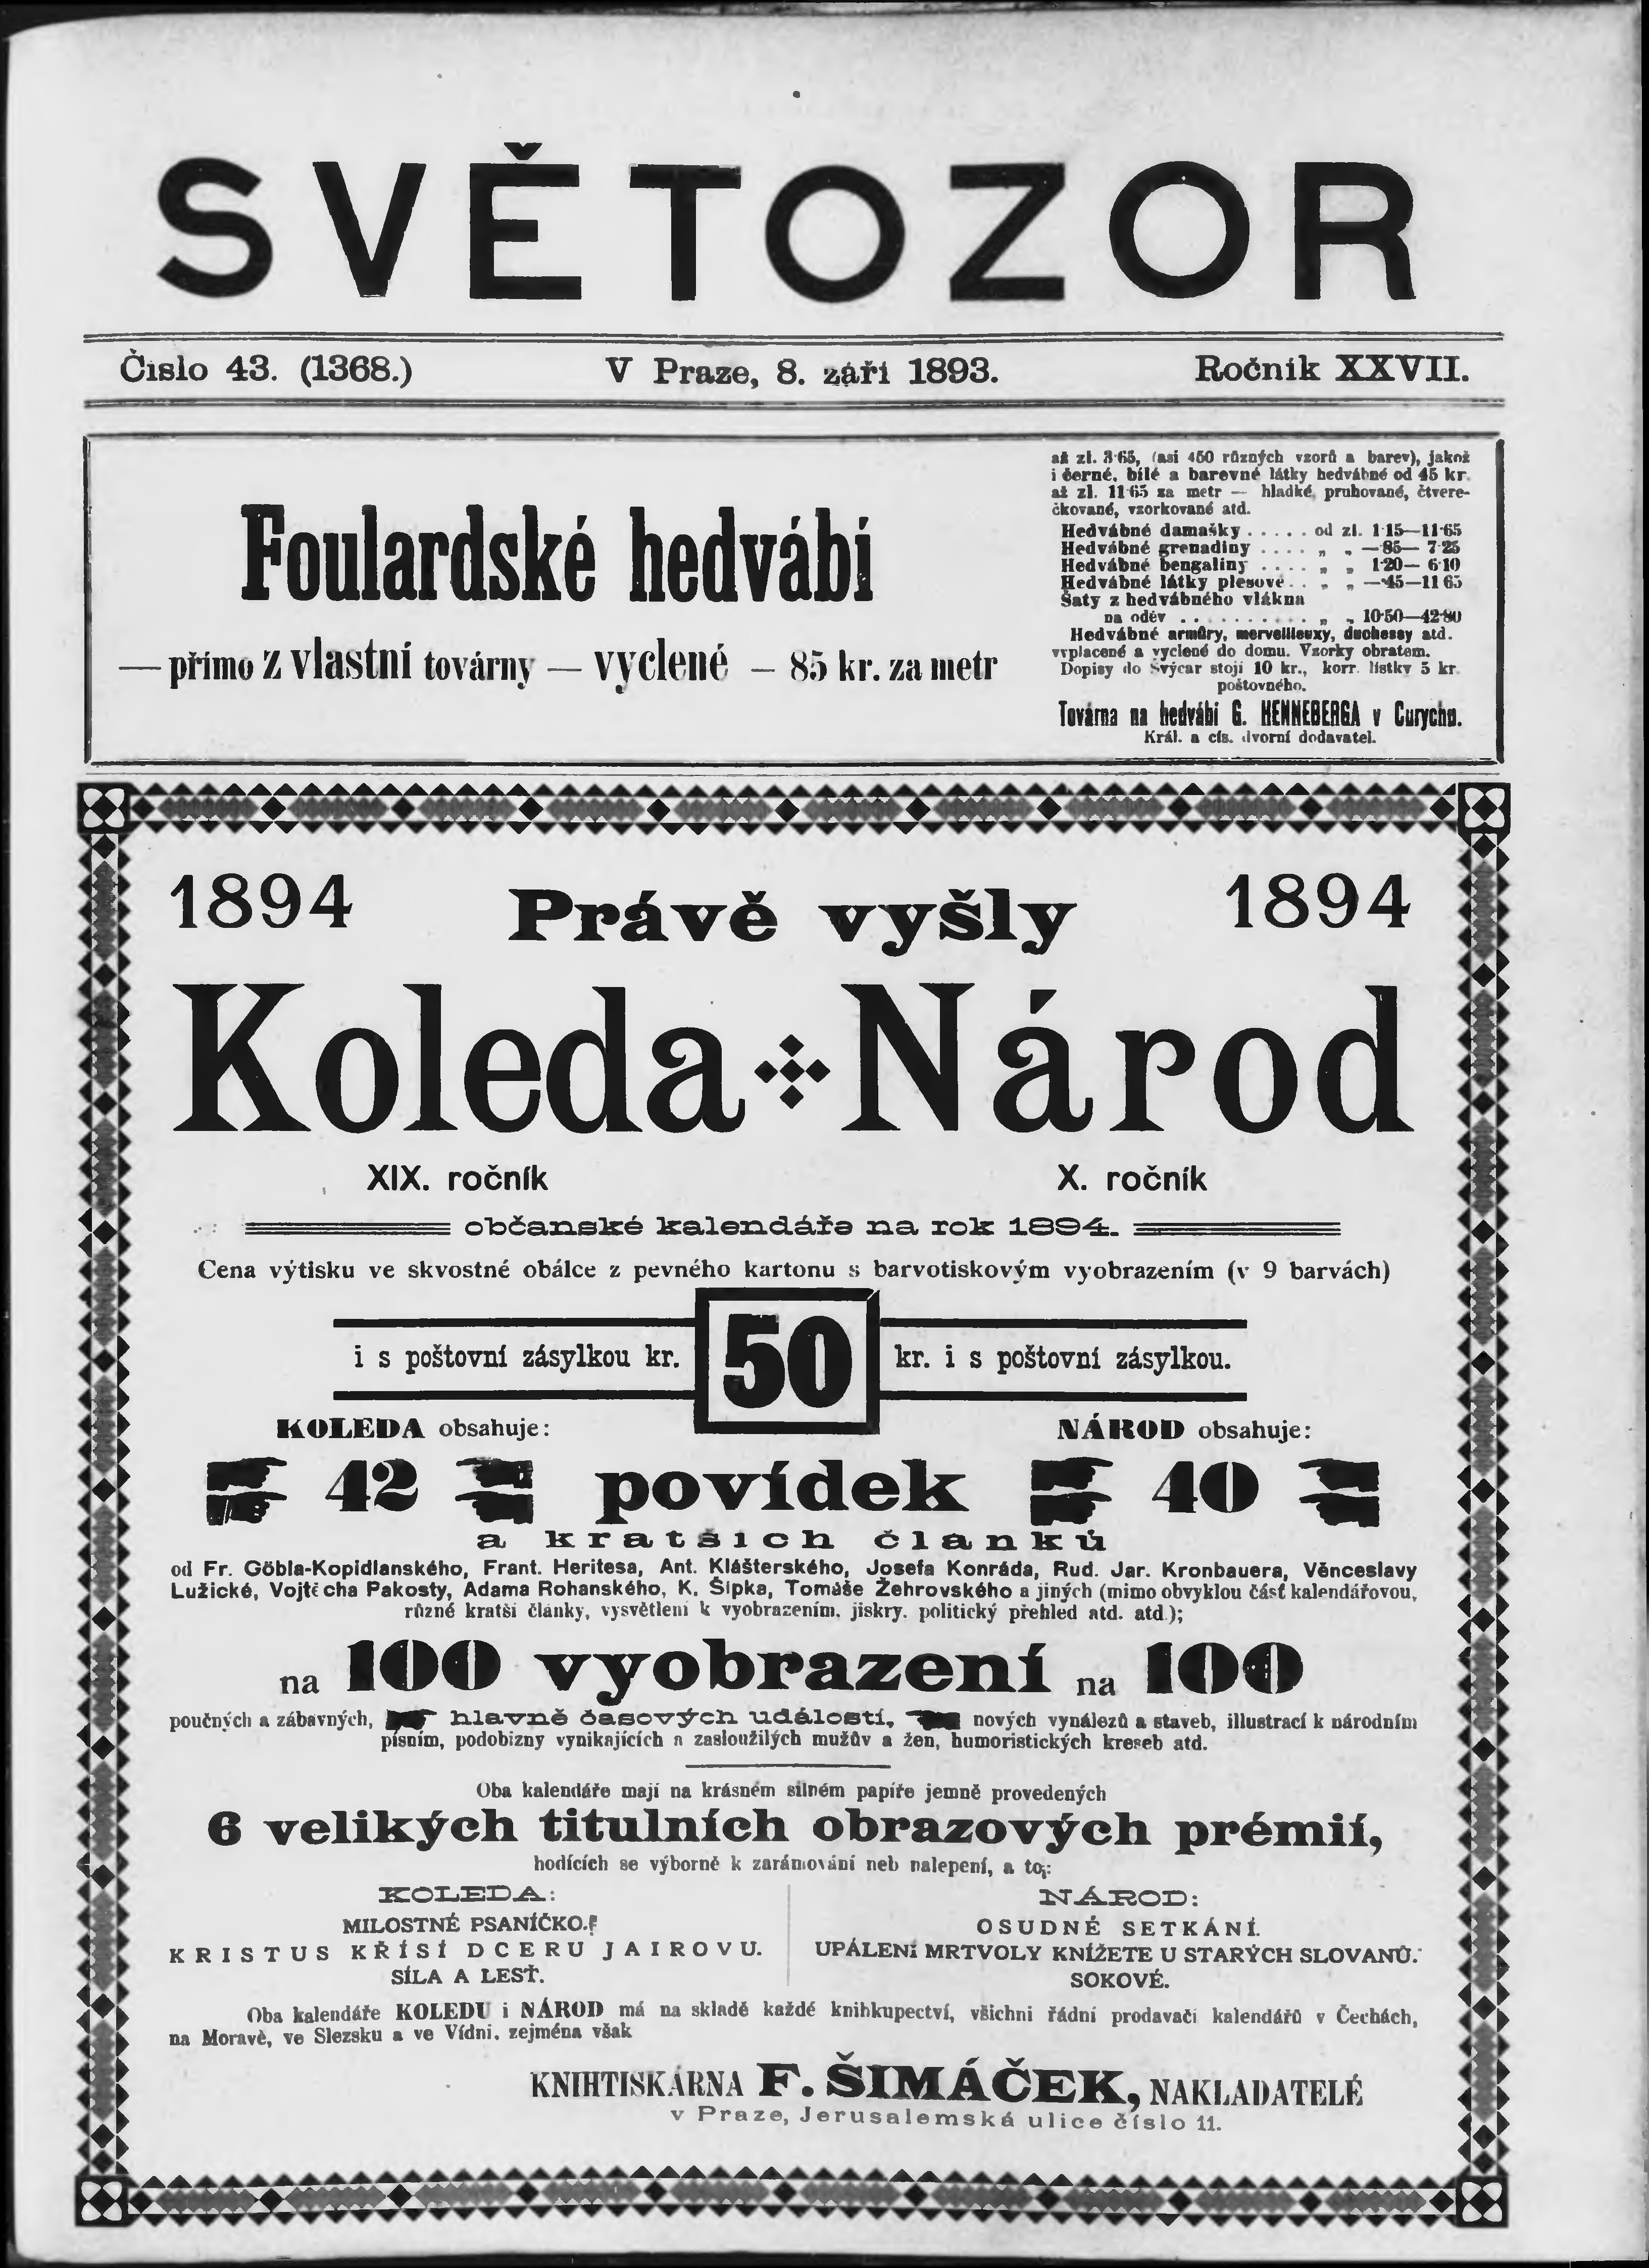 SVĚTOZOR
Číslo 43. (1368.) V Praze, 8. září 1893. Ročník XXVII.
Foulardské hedvábí
— přímo z vlastní továrny — vyclené — 85 kr. za metr
až zl. 3·65, (asi 450 různých vzorů a barev), jakož
i černé, bílé a barevné látky hedvábné od 45 kr.
až zl. 11·65 za metr — hladké, pruhované, čtvere-
čkované, vzorkované atd.
Hedvábné damašky . . . . . od zl. 1·15—11·65
Hedvábné grenadiny . . . . „ „ —·85— 7·25
Hedvábné bengaliny . . . . „ „ 1·20— 6·10
Hedvábné látky plesové . . „ „ —·45—11·65
Šaty z hedvábného vlákna
na oděv . . . . . . . . . . „ „ 10·50—42·80
Hedvábné armůry, merveilleuxy, duchessy atd.
vyplacené a vyclené do domu. Vzorky obratem.
Dopisy do Švýcar stojí 10 kr., korr. lístky 5 kr.
poštovného.
Továrna na hedvábí G. HENNEBERGA v Curychu.
Král. a cís. dvorní dodavatel.
1894 Právě vyšly 1894
Koleda Národ
XIX. ročník X. ročník
občanské kalendáře na rok 1894.
Cena výtisku ve skvostné obálce z pevného kartonu s barvotiskovým vyobrazením (v 9 barvách)
i s poštovní zásylkou kr. 50 kr. i s poštovní zásylkou.
KOLEDA obsahuje: NÁROD obsahuje:
42 povídek 40
a kratších článků
od Fr. Göbla-Kopidlanského, Frant. Heritesa, Ant. Klášterského, Josefa Konráda, Rud. Jar. Kronbauera, Věnceslavy
Lužické, Vojtěcha Pakosty, Adama Rohanského, K. Šipka, Tomáše Žehrovského a jiných (mimo obvyklou část kalendářovou,
různé kratší články, vysvětlení k vyobrazením, jiskry, politický přehled atd. atd.);
na 100 vyobrazení na 100
poučných a zábavných, hlavně časových událostí, nových vynálezů a staveb, illustrací k národním
písním, podobizny vynikajících a zasloužilých mužův a žen, humoristických kreseb atd.
Oba kalendáře mají na krásném silném papíře jemně provedených
6 velikých titulních obrazových prémií,
hodících se výborně k zarámování neb nalepení, a to:
KOLEDA: NÁROD:
MILOSTNÉ PSANÍČKO. OSUDNÉ SETKÁNÍ.
KRISTUS KŘÍSÍ DCERU JAIROVU. UPÁLENÍ MRTVOLY KNÍŽETE U STARÝCH SLOVANŮ.
SÍLA A LESŤ. SOKOVÉ.
Oba kalendáře KOLEDU i NÁROD má na skladě každé knihkupectví, všichni řádní prodavači kalendářů v Čechách,
na Moravě, ve Slezsku a ve Vídni, zejména však
KNIHTISKÁRNA F. ŠIMÁČEK, NAKLADATELÉ
v Praze, Jerusalemská ulice číslo 11.